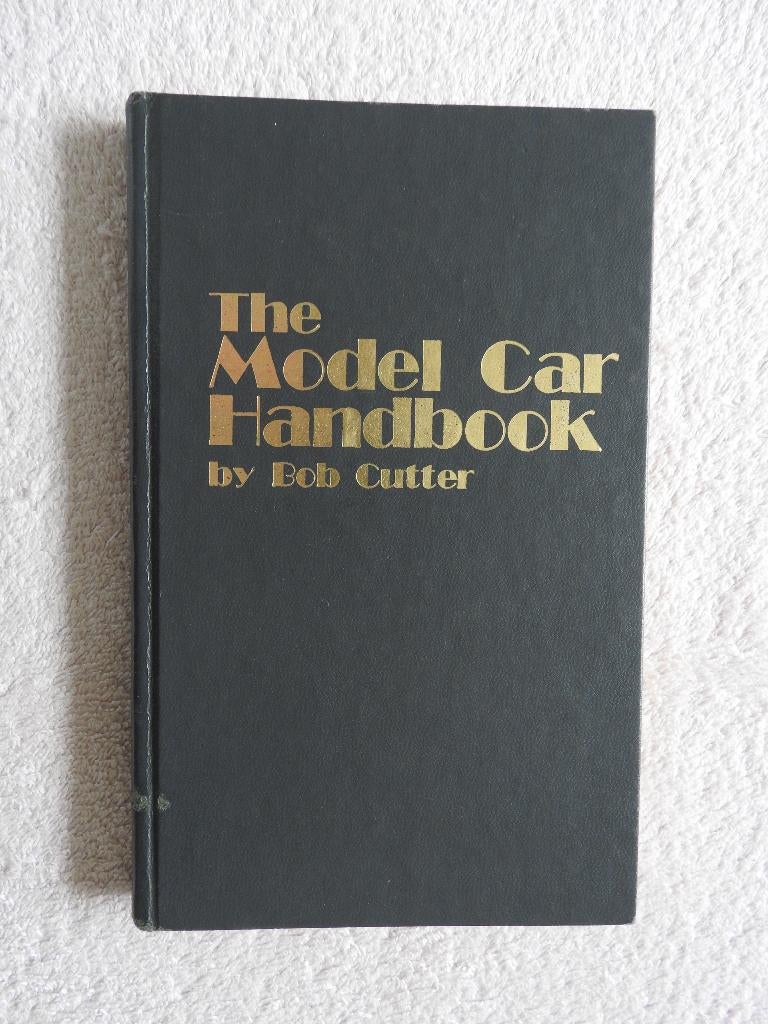 The
Model Car
Handbook
by Bob Cutter